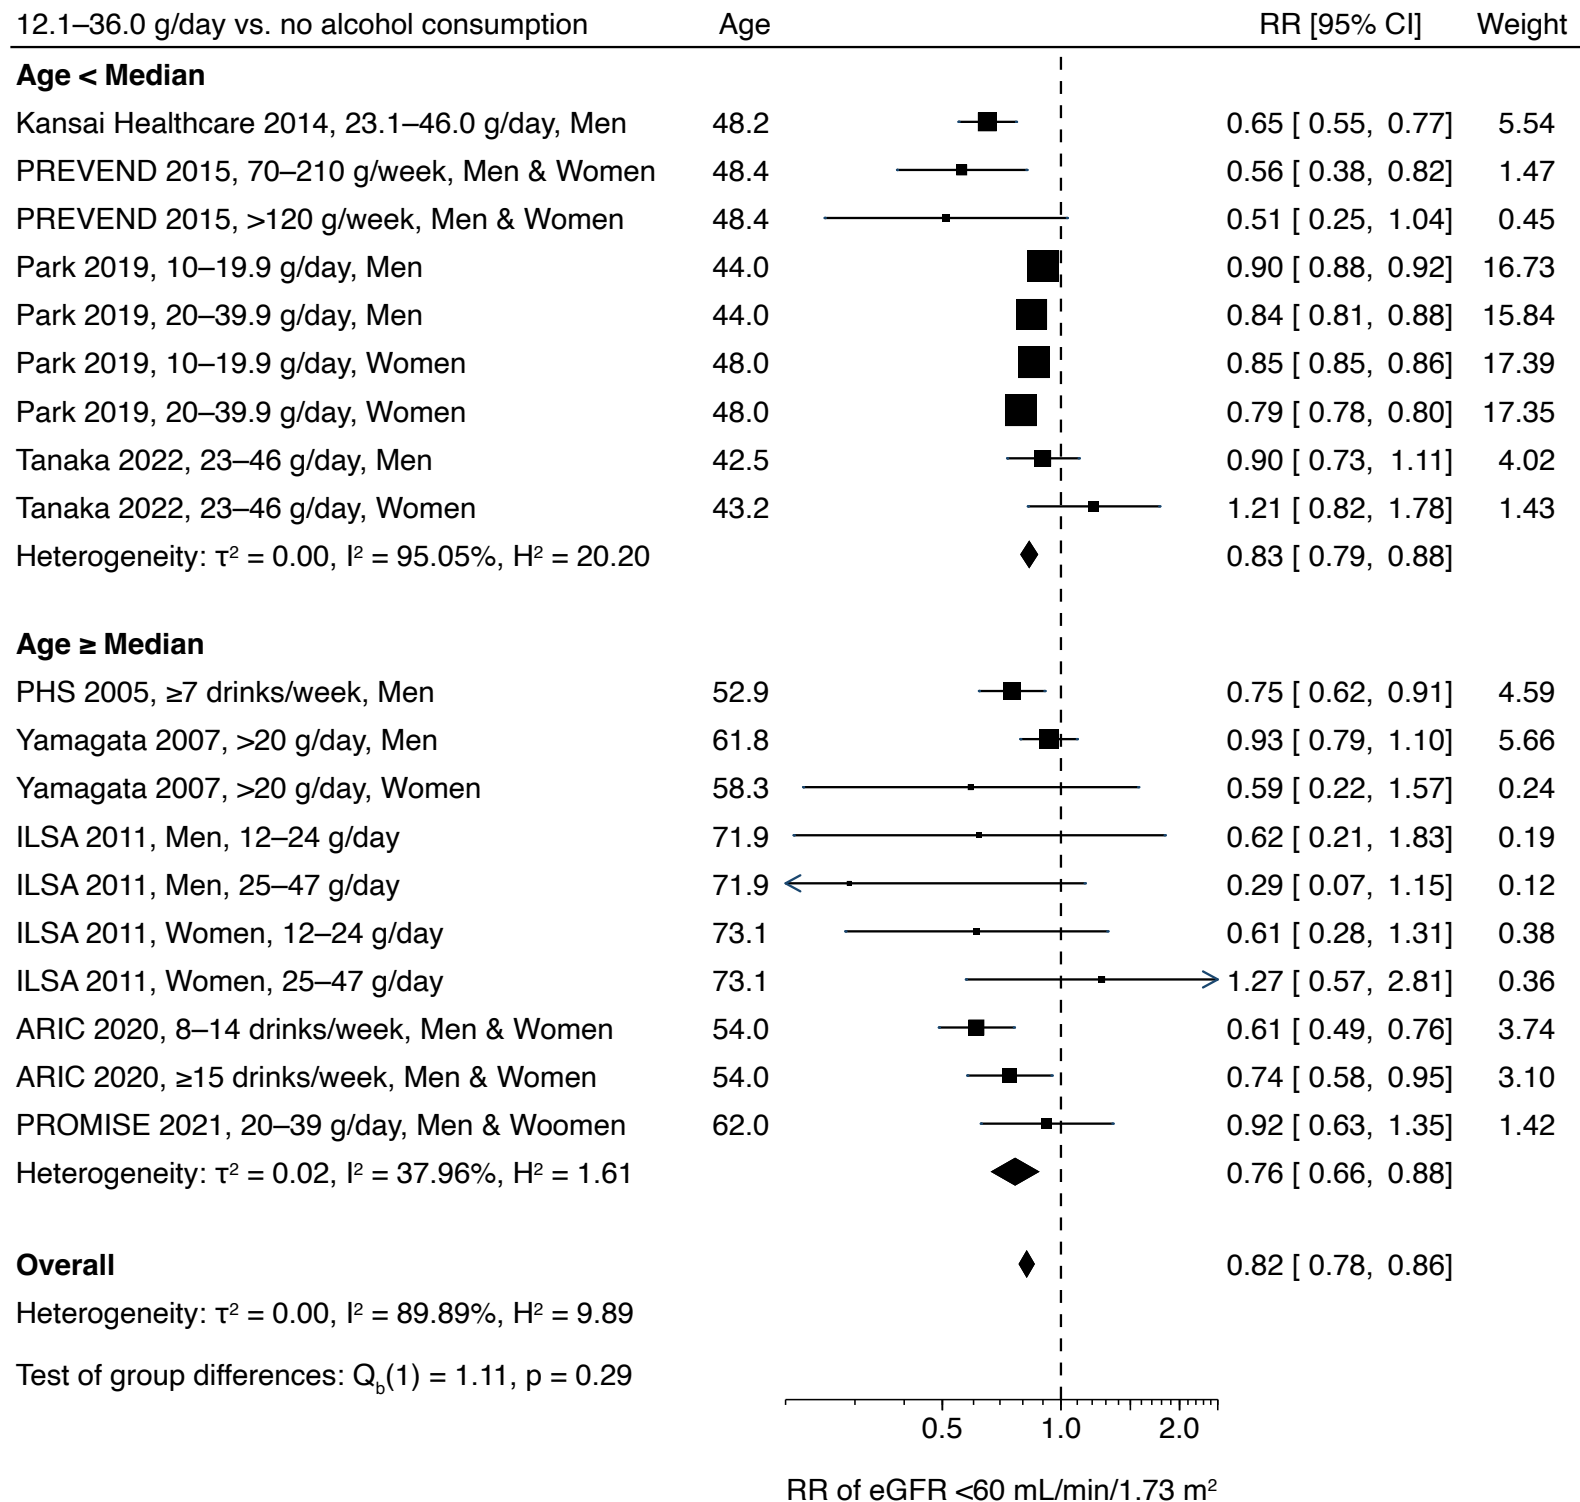 12.1–36.0 g/day vs. no alcohol consumption Age RR [95% CI] Weight
Age < Median
Kansai Healthcare 2014, 23.1–46.0 g/day, Men 48.2 0.65 [ 0.55, 0.77] 5.54
PREVEND 2015, 70–210 g/week, Men & Women 48.4 0.56 [ 0.38, 0.82] 1.47
PREVEND 2015, >120 g/week, Men & Women 48.4 0.51 [ 0.25, 1.04] 0.45
Park 2019, 10–19.9 g/day, Men 44.0 0.90 [ 0.88, 0.92] 16.73
Park 2019, 20–39.9 g/day, Men 44.0 0.84 [ 0.81, 0.88] 15.84
Park 2019, 10–19.9 g/day, Women 48.0 0.85 [ 0.85, 0.86] 17.39
Park 2019, 20–39.9 g/day, Women 48.0 0.79 [ 0.78, 0.80] 17.35
Tanaka 2022, 23–46 g/day, Men 42.5 0.90 [ 0.73, 1.11] 4.02
Tanaka 2022, 23–46 g/day, Women 43.2 1.21 [ 0.82, 1.78] 1.43
Heterogeneity: τ² = 0.00, I² = 95.05%, H² = 20.20 0.83 [ 0.79, 0.88]
Age ≥ Median
PHS 2005, ≥7 drinks/week, Men 52.9 0.75 [ 0.62, 0.91] 4.59
Yamagata 2007, >20 g/day, Men 61.8 0.93 [ 0.79, 1.10] 5.66
Yamagata 2007, >20 g/day, Women 58.3 0.59 [ 0.22, 1.57] 0.24
ILSA 2011, Men, 12–24 g/day 71.9 0.62 [ 0.21, 1.83] 0.19
ILSA 2011, Men, 25–47 g/day 71.9 0.29 [ 0.07, 1.15] 0.12
ILSA 2011, Women, 12–24 g/day 73.1 0.61 [ 0.28, 1.31] 0.38
ILSA 2011, Women, 25–47 g/day 73.1 1.27 [ 0.57, 2.81] 0.36
ARIC 2020, 8–14 drinks/week, Men & Women 54.0 0.61 [ 0.49, 0.76] 3.74
ARIC 2020, ≥15 drinks/week, Men & Women 54.0 0.74 [ 0.58, 0.95] 3.10
PROMISE 2021, 20–39 g/day, Men & Woomen 62.0 0.92 [ 0.63, 1.35] 1.42
Heterogeneity: τ² = 0.02, I² = 37.96%, H² = 1.61 0.76 [ 0.66, 0.88]
Overall 0.82 [ 0.78, 0.86]
Heterogeneity: τ² = 0.00, I² = 89.89%, H² = 9.89
Test of group differences: Q_b(1) = 1.11, p = 0.29
0.5 1.0 2.0
RR of eGFR <60 mL/min/1.73 m²